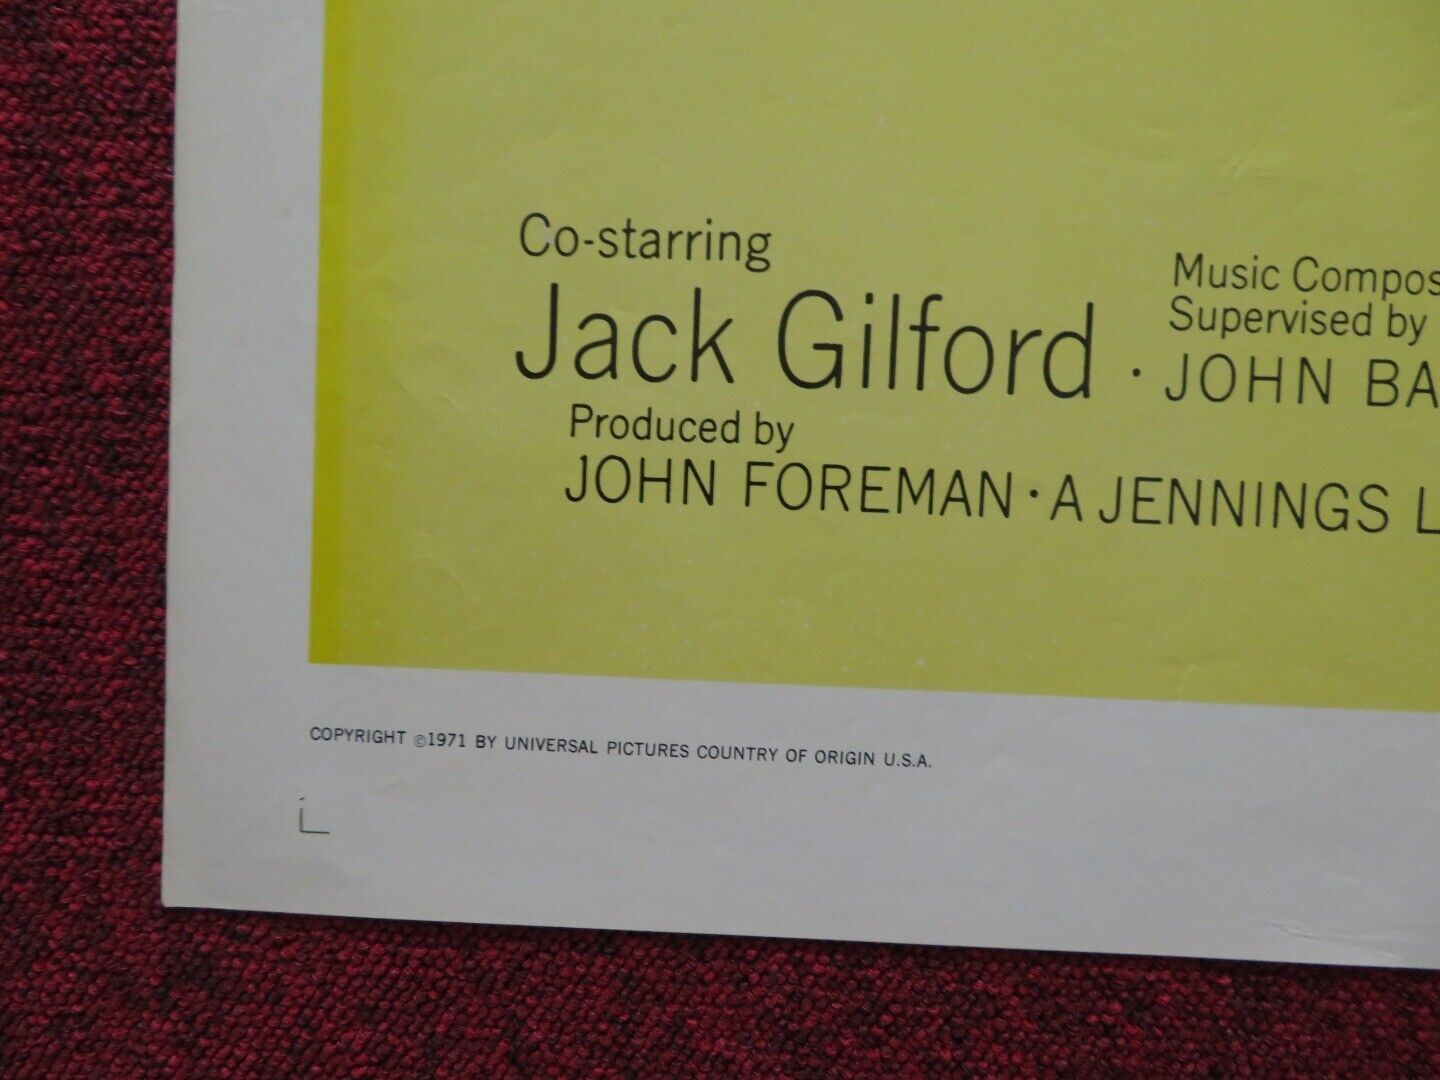 Co-starring
Jack Gilford ·
Music Compos
Supervised by
JOHN BA
Produced by
JOHN FOREMAN · A JENNINGS L
COPYRIGHT ©1971 BY UNIVERSAL PICTURES COUNTRY OF ORIGIN U.S.A.